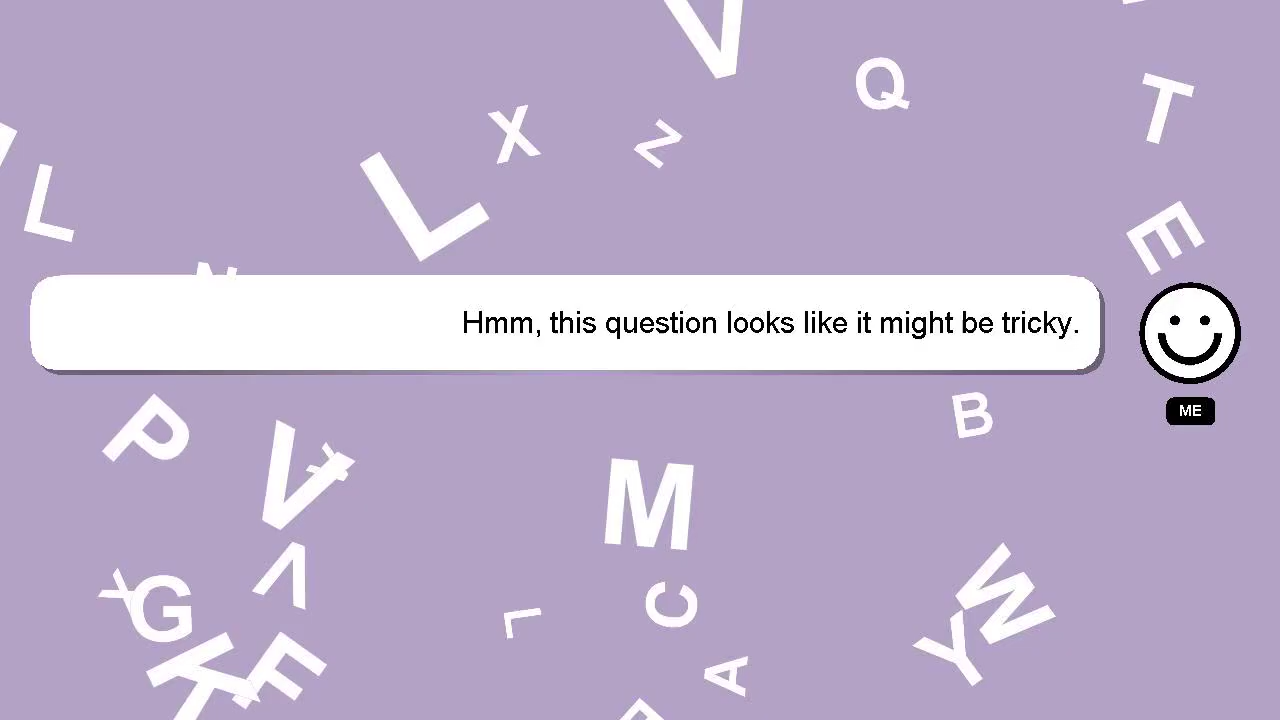 V
Q
T
X
Z
L
L
E
N
Hmm, this question looks like it might be tricky.
ME
B
P
V
M
V
W
X
G
C
L
Y
K
F
A